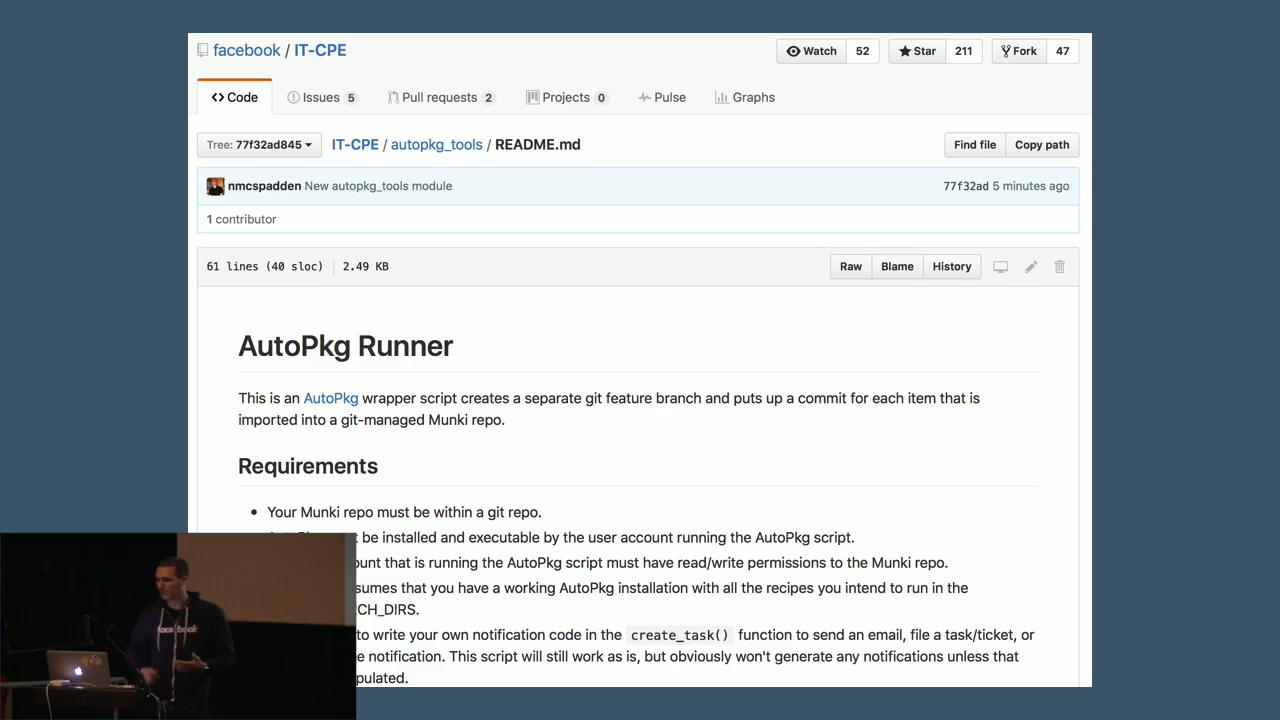 facebook / IT-CPE
Watch 52 Star 211 Fork 47
Code Issues 5 Pull requests 2 Projects 0 Pulse Graphs
Tree: 77f32ad845 IT-CPE / autopkg_tools / README.md Find file Copy path
nmcspadden New autopkg_tools module 77f32ad 5 minutes ago
1 contributor
61 lines (40 sloc) 2.49 KB Raw Blame History
AutoPkg Runner
This is an AutoPkg wrapper script creates a separate git feature branch and puts up a commit for each item that is
imported into a git-managed Munki repo.
Requirements
Your Munki repo must be within a git repo.
be installed and executable by the user account running the AutoPkg script.
that is running the AutoPkg script must have read/write permissions to the Munki repo.
that you have a working AutoPkg installation with all the recipes you intend to run in the
CH_DIRS.
to write your own notification code in the create_task() function to send an email, file a task/ticket, or
notification. This script will still work as is, but obviously won't generate any notifications unless that
facebook